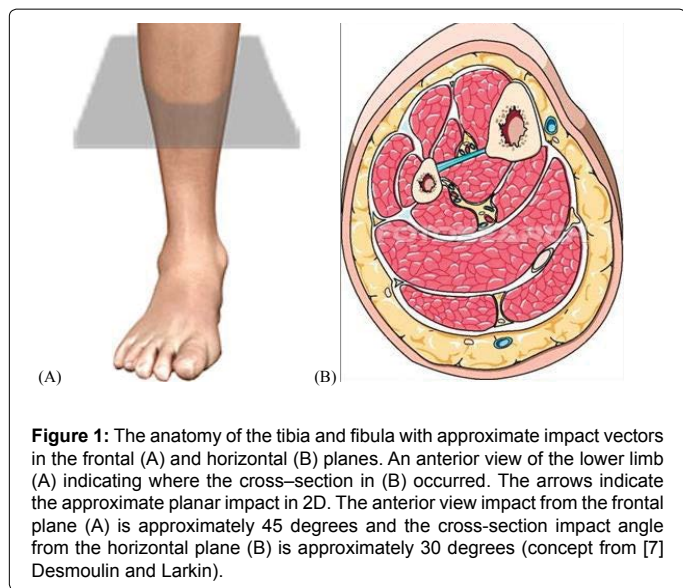 (A)
(B)
Figure 1: The anatomy of the tibia and fibula with approximate impact vectors
in the frontal (A) and horizontal (B) planes. An anterior view of the lower limb
(A) indicating where the cross–section in (B) occurred. The arrows indicate
the approximate planar impact in 2D. The anterior view impact from the frontal
plane (A) is approximately 45 degrees and the cross-section impact angle
from the horizontal plane (B) is approximately 30 degrees (concept from [7]
Desmoulin and Larkin).